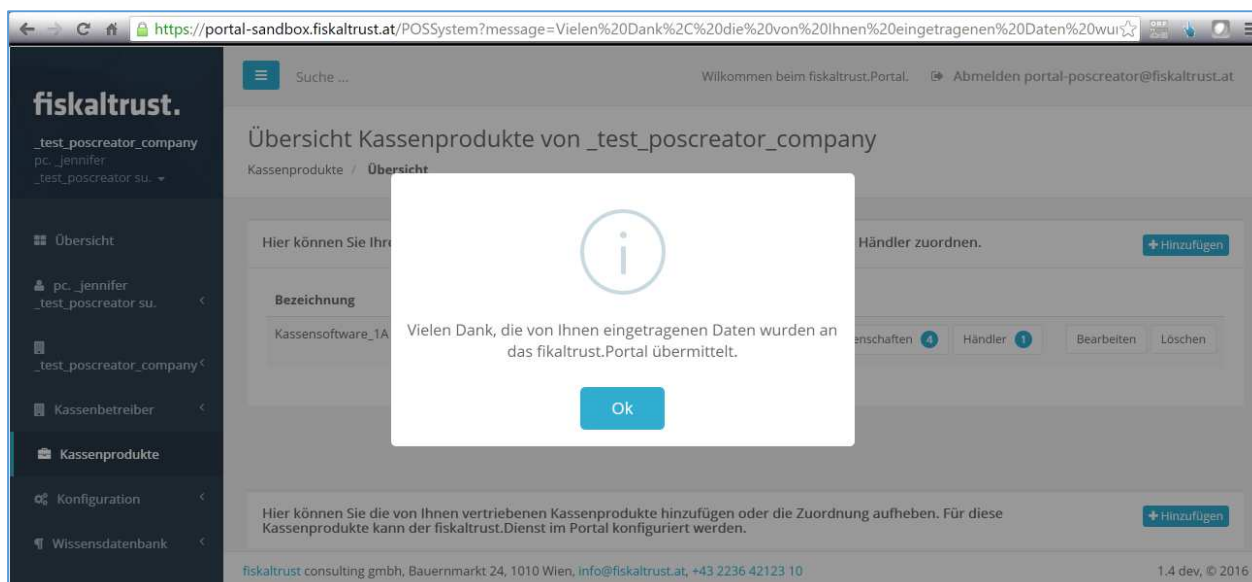 https://portal-sandbox.fiskaltrust.at/POSSystem?message=Vielen%20Dank%2C%20die%20von%20Ihnen%20eingetragenen%20Daten%20wur
fiskaltrust.
Suche ...
Wilkommen beim fiskaltrust.Portal.
Abmelden portal-poscreator@fiskaltrust.at
_test_poscreator_company
pc. _jennifer
_test_poscreator su.
Übersicht Kassenprodukte von _test_poscreator_company
Kassenprodukte / Übersicht
Übersicht
pc. _jennifer
_test_poscreator su.
_test_poscreator_company
Kassenbetreiber
Kassenprodukte
Konfiguration
Wissensdatenbank
Hier können Sie Ihre
Händler zuordnen.
+ Hinzufügen
Bezeichnung
Kassensoftware_1A
enschaften 4
Händler 1
Bearbeiten
Löschen
i
Vielen Dank, die von Ihnen eingetragenen Daten wurden an
das fikaltrust.Portal übermittelt.
Ok
Hier können Sie die von Ihnen vertriebenen Kassenprodukte hinzufügen oder die Zuordnung aufheben. Für diese
Kassenprodukte kann der fiskaltrust.Dienst im Portal konfiguriert werden.
+ Hinzufügen
fiskaltrust consulting gmbh, Bauernmarkt 24, 1010 Wien, info@fiskaltrust.at, +43 2236 42123 10
1.4 dev, © 2016